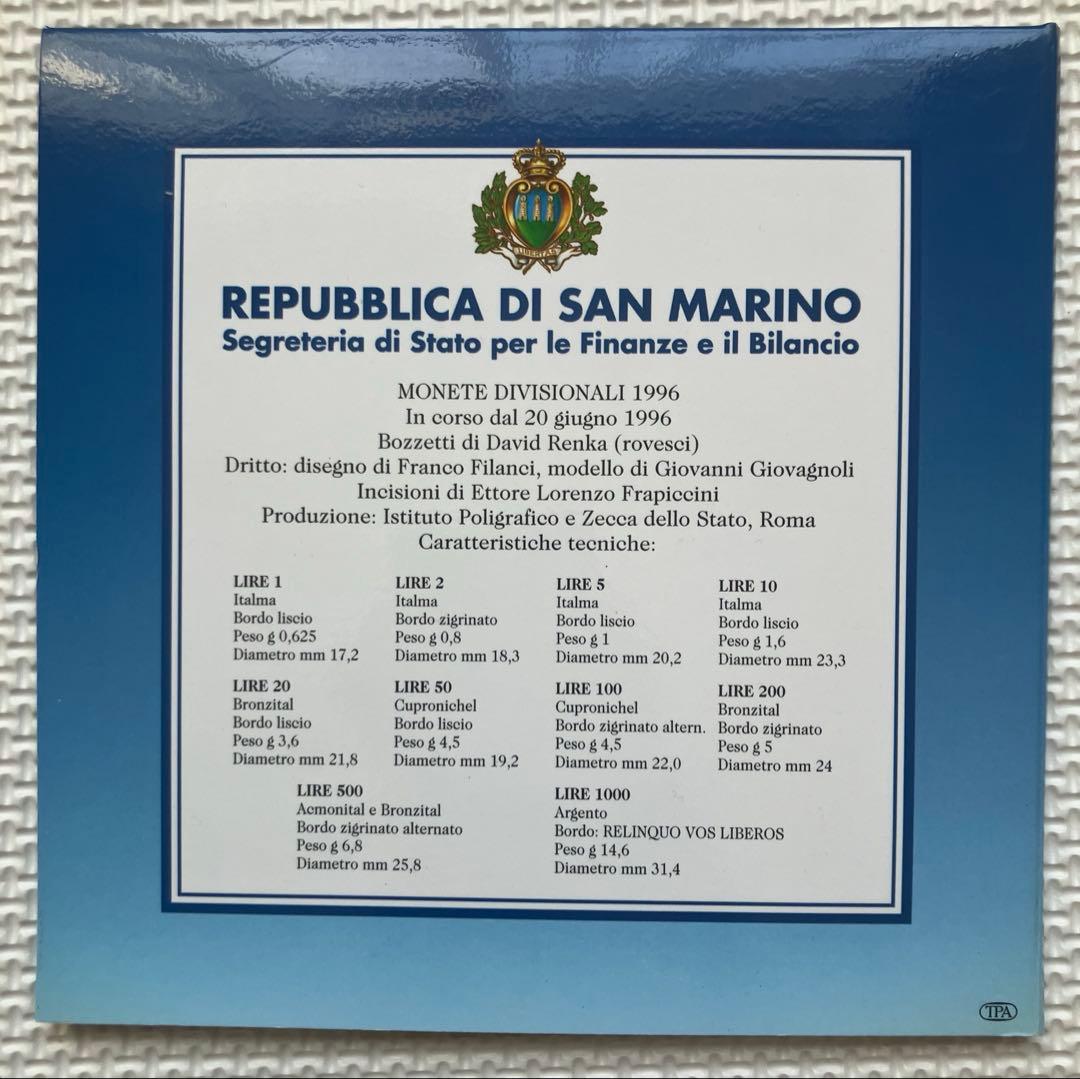 LIBERTAS
REPUBBLICA DI SAN MARINO
Segreteria di Stato per le Finanze e il Bilancio
MONETE DIVISIONALI 1996
In corso dal 20 giugno 1996
Bozzetti di David Renka (rovesci)
Dritto: disegno di Franco Filanci, modello di Giovanni Giovagnoli
Incisioni di Ettore Lorenzo Frapiccini
Produzione: Istituto Poligrafico e Zecca dello Stato, Roma
Caratteristiche tecniche:
LIRE 1
Italma
Bordo liscio
Peso g 0,625
Diametro mm 17,2
LIRE 2
Italma
Bordo zigrinato
Peso g 0,8
Diametro mm 18,3
LIRE 5
Italma
Bordo liscio
Peso g 1
Diametro mm 20,2
LIRE 10
Italma
Bordo liscio
Peso g 1,6
Diametro mm 23,3
LIRE 20
Bronzital
Bordo liscio
Peso g 3,6
Diametro mm 21,8
LIRE 50
Cupronichel
Bordo liscio
Peso g 4,5
Diametro mm 19,2
LIRE 100
Cupronichel
Bordo zigrinato altern.
Peso g 4,5
Diametro mm 22,0
LIRE 200
Bronzital
Bordo zigrinato
Peso g 5
Diametro mm 24
LIRE 500
Acmonital e Bronzital
Bordo zigrinato alternato
Peso g 6,8
Diametro mm 25,8
LIRE 1000
Argento
Bordo: RELINQUO VOS LIBEROS
Peso g 14,6
Diametro mm 31,4
TPA